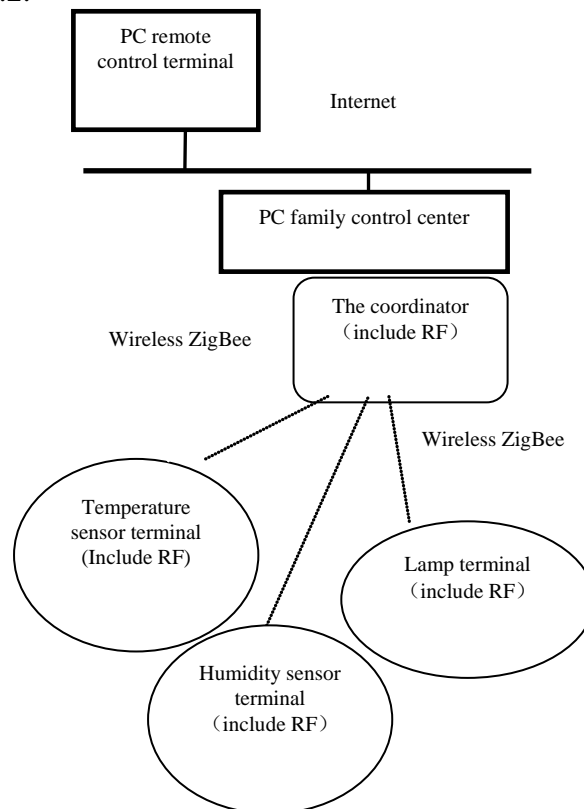 PC remote
control terminal
Internet
PC family control center
The coordinator
（include RF）
Wireless ZigBee
Wireless ZigBee
Temperature
sensor terminal
(Include RF)
Lamp terminal
（include RF）
Humidity sensor
terminal
（include RF）